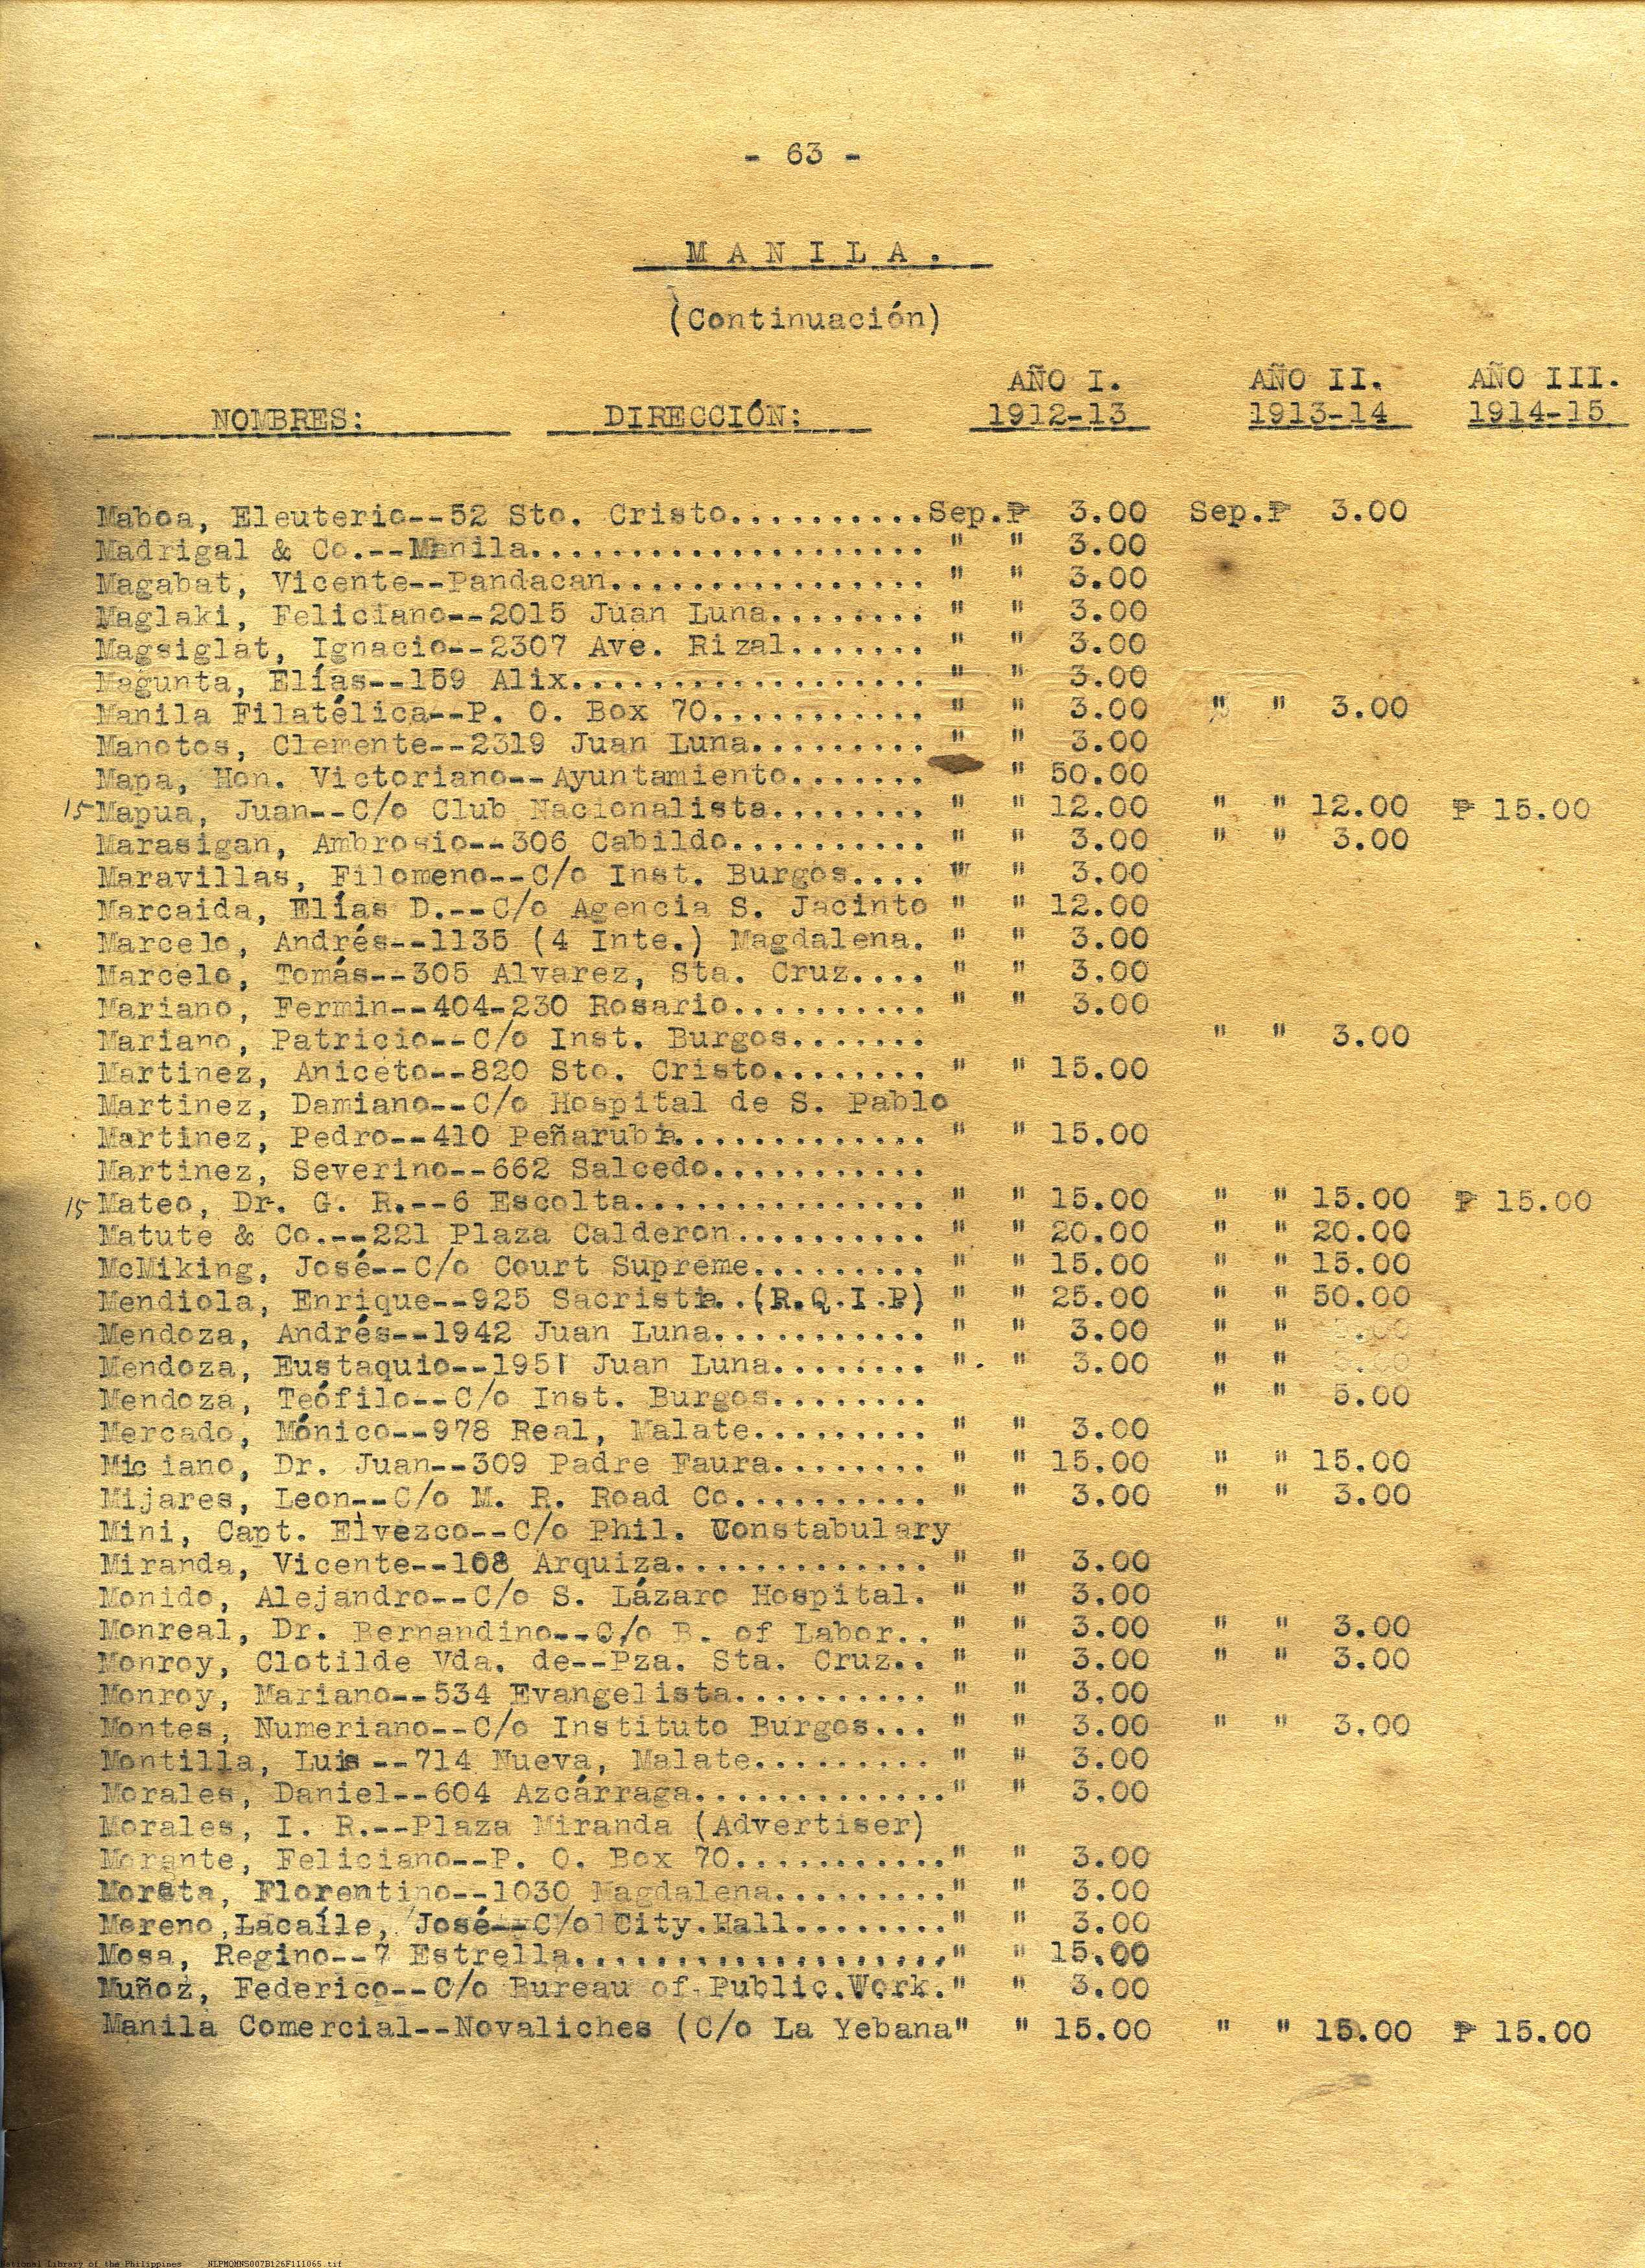 - 63 -
M A N I L A .
(Continuación)
AÑO I. AÑO II. AÑO III.
NOMBRES: DIRECCIÓN: 1912-13 1913-14 1914-15
Maboa, Eleuterio--52 Sto. Cristo..........Sep.₱ 3.00 Sep.₱ 3.00
Madrigal & Co.--Manila.................... " " 3.00
Magabat, Vicente--Pandacan................ " " 3.00
Maglaki, Feliciano--2015 Juan Luna........ " " 3.00
Magsiglat, Ignacio--2307 Ave. Rizal....... " " 3.00
Magunta, Elías--159 Alix.................. " " 3.00
Manila Filatélica--P. O. Box 70........... " " 3.00 " " 3.00
Manotos, Clemente--2319 Juan Luna......... " " 3.00
Mapa, Hon. Victoriano--Ayuntamiento....... " 50.00
15 Mapua, Juan--C/o Club Nacionalista........ " " 12.00 " " 12.00 ₱ 15.00
Marasigan, Ambrosio--306 Cabildo.......... " " 3.00 " " 3.00
Maravillas, Filomeno--C/o Inst. Burgos.... " " 3.00
Marcaida, Elías D.--C/o Agencia S. Jacinto " " 12.00
Marcelo, Andrés--1135 (4 Inte.) Magdalena. " " 3.00
Marcelo, Tomás--305 Alvarez, Sta. Cruz.... " " 3.00
Mariano, Fermin--404-230 Rosario.......... " " 3.00
Mariano, Patricio--C/o Inst. Burgos....... " " 3.00
Martinez, Aniceto--820 Sto. Cristo........ " " 15.00
Martinez, Damiano--C/o Hospital de S. Pablo
Martinez, Pedro--410 Peñarubia............ " " 15.00
Martinez, Severino--662 Salcedo...........
15 Mateo, Dr. G. R.--6 Escolta............... " " 15.00 " " 15.00 ₱ 15.00
Matute & Co.--221 Plaza Calderon.......... " " 20.00 " " 20.00
McMiking, José--C/o Court Supreme......... " " 15.00 " " 15.00
Mendiola, Enrique--925 Sacristia..(R.Q.I.P) " " 25.00 " " 50.00
Mendoza, Andrés--1942 Juan Luna........... " " 3.00 " "
Mendoza, Eustaquio--1951 Juan Luna........ " " 3.00 " "
Mendoza, Teófilo--C/o Inst. Burgos........ " " 5.00
Mercado, Mónico--978 Real, Malate......... " " 3.00
Miciano, Dr. Juan--309 Padre Faura........ " " 15.00 " " 15.00
Mijares, Leon--C/o M. R. Road Co.......... " " 3.00 " " 3.00
Mini, Capt. Elvezco--C/o Phil. Constabulary
Miranda, Vicente--108 Arquiza............. " " 3.00
Monido, Alejandro--C/o S. Lázaro Hospital. " " 3.00
Monreal, Dr. Bernandino--C/o B. of Labor.. " " 3.00 " " 3.00
Monroy, Clotilde Vda. de--Pza. Sta. Cruz.. " " 3.00 " " 3.00
Monroy, Mariano--534 Evangelista.......... " " 3.00
Montes, Numeriano--C/o Instituto Burgos... " " 3.00 " " 3.00
Montilla, Luis--714 Nueva, Malate......... " " 3.00
Morales, Daniel--604 Azcárraga............." " 3.00
Morales, I. R.--Plaza Miranda (Advertiser)
Morante, Feliciano--P. O. Box 70..........." " 3.00
Morata, Florentino--1030 Magdalena........." " 3.00
Moreno,Lacaíle, José--C/o City.Hall........" " 3.00
Mosa, Regino--7 Estrella..................." " 15.00
Muñoz, Federico--C/o Bureau of.Public.Work." " 3.00
Manila Comercial--Novaliches (C/o La Yebana" " 15.00 " " 15.00 ₱ 15.00
National Library of the Philippines NLPMQMNS007B126F111065.tif